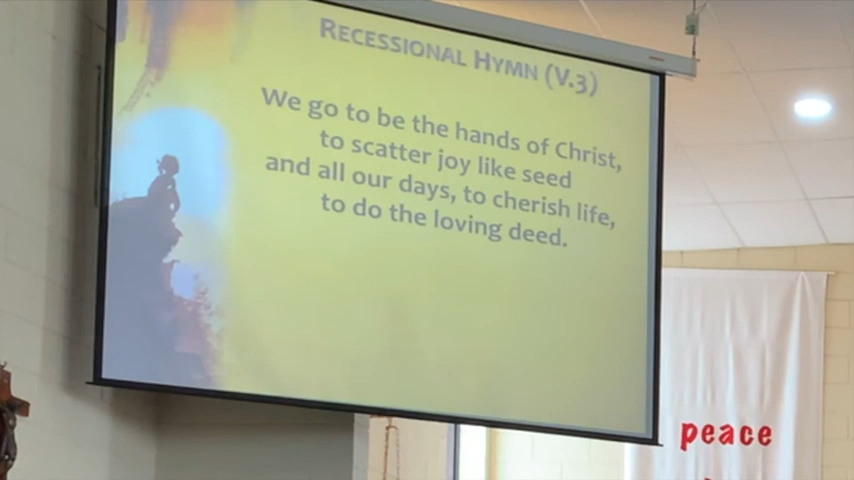 RECESSIONAL HYMN (V.3)
We go to be the hands of Christ,
to scatter joy like seed
and all our days, to cherish life,
to do the loving deed.
peace